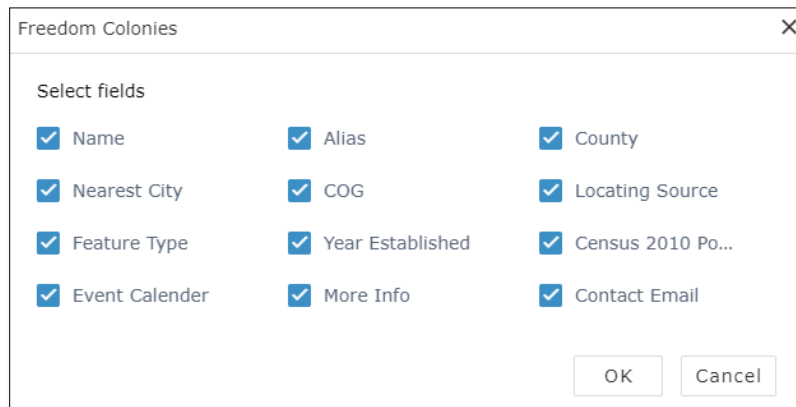 Freedom Colonies
Select fields
Name Alias County
Nearest City COG Locating Source
Feature Type Year Established Census 2010 Po...
Event Calender More Info Contact Email
OK Cancel